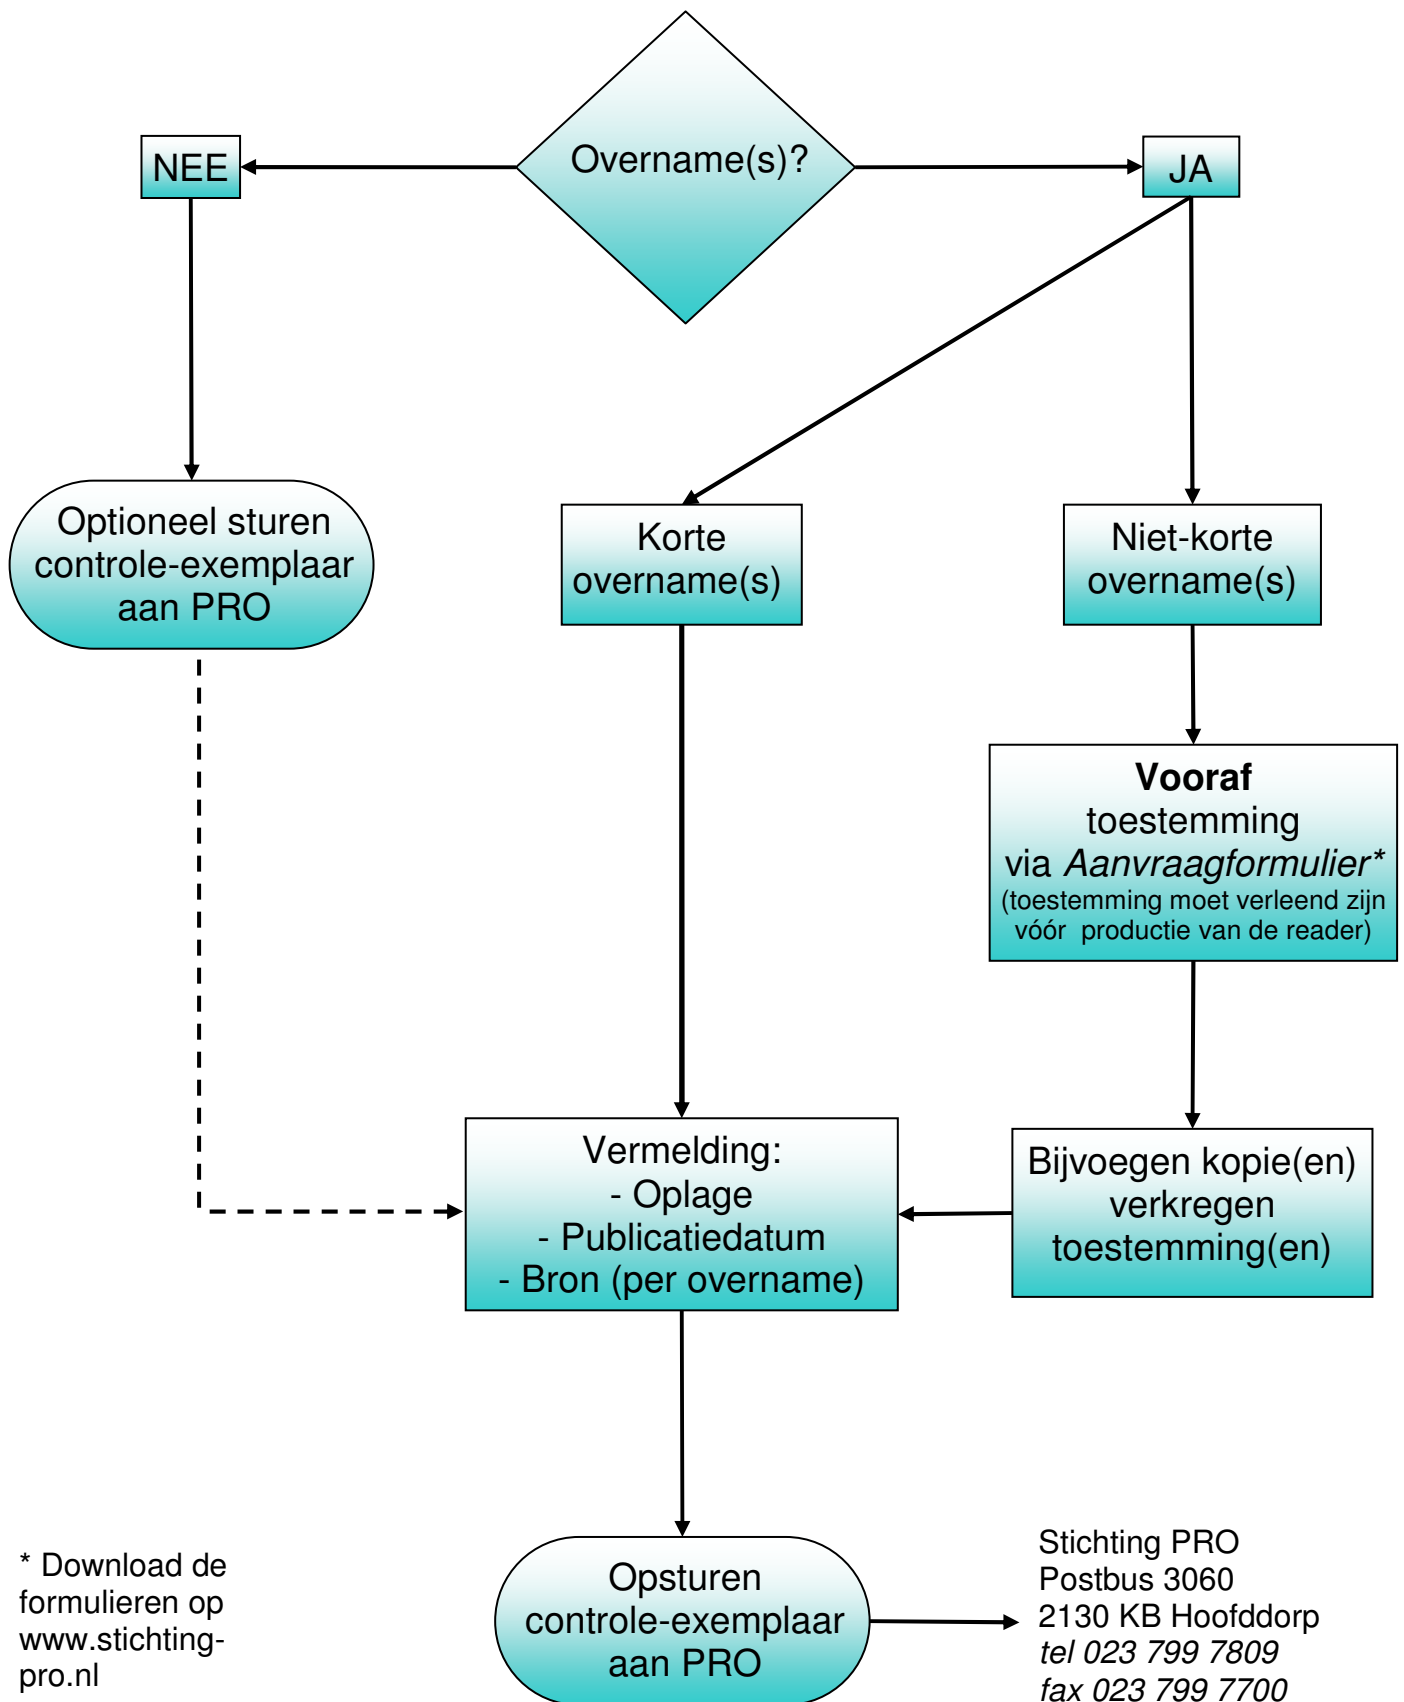 Overname(s)?
NEE
JA
Optioneel sturen
controle-exemplaar
aan PRO
Korte
overname(s)
Niet-korte
overname(s)
Vooraf
toestemming
via Aanvraagformulier*
(toestemming moet verleend zijn
vóór productie van de reader)
Vermelding:
- Oplage
- Publicatiedatum
- Bron (per overname)
Bijvoegen kopie(en)
verkregen
toestemming(en)
* Download de
formulieren op
www.stichting-
pro.nl
Opsturen
controle-exemplaar
aan PRO
Stichting PRO
Postbus 3060
2130 KB Hoofddorp
tel 023 799 7809
fax 023 799 7700